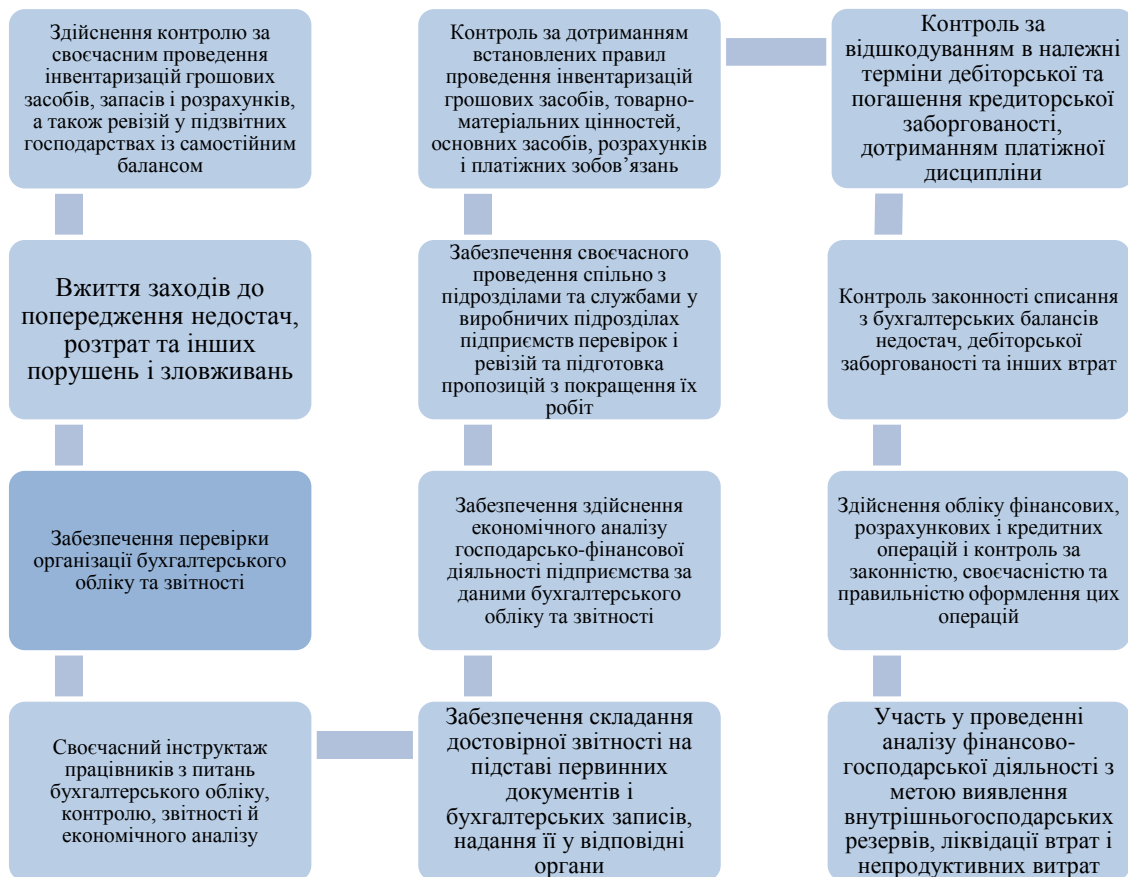 Здійснення контролю за
своєчасним проведення
інвентаризацій грошових
засобів, запасів і розрахунків,
а також ревізій у підзвітних
господарствах із самостійним
балансом
Вжиття заходів до
попередження недостач,
розтрат та інших
порушень і зловживань
Забезпечення перевірки
організації бухгалтерського
обліку та звітності
Своєчасний інструктаж
працівників з питань
бухгалтерського обліку,
контролю, звітності й
економічного аналізу
Забезпечення складання
достовірної звітності на
підставі первинних
документів і
бухгалтерських записів,
надання її у відповідні
органи
Забезпечення здійснення
економічного аналізу
господарсько-фінансової
діяльності підприємства за
даними бухгалтерського
обліку та звітності
Забезпечення своєчасного
проведення спільно з
підрозділами та службами у
виробничих підрозділах
підприємств перевірок і
ревізій та підготовка
пропозицій з покращення їх
робіт
Контроль за дотриманням
встановлених правил
проведення інвентаризацій
грошових засобів, товарно-
матеріальних цінностей,
основних засобів, розрахунків
і платіжних зобов’язань
Контроль за
відшкодуванням в належні
терміни дебіторської та
погашення кредиторської
заборгованості,
дотриманням платіжної
дисципліни
Контроль законності списання
з бухгалтерських балансів
недостач, дебіторської
заборгованості та інших втрат
Здійснення обліку фінансових,
розрахункових і кредитних
операцій і контроль за
законністю, своєчасністю та
правильністю оформлення цих
операцій
Участь у проведенні
аналізу фінансово-
господарської діяльності з
метою виявлення
внутрішньогосподарських
резервів, ліквідації втрат і
непродуктивних витрат